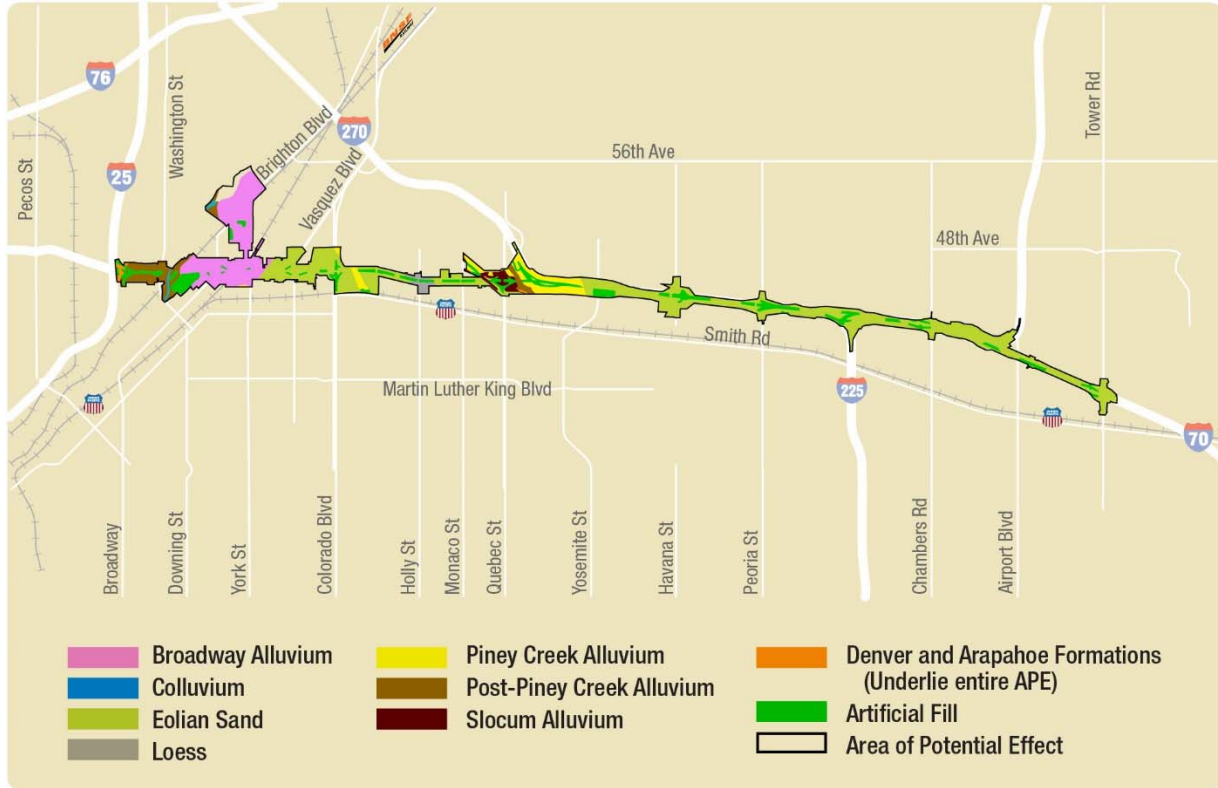 BNSF
RAILWAY
76
Washington St
Pecos St
25
Brighton Blvd
270
Vasquez Blvd
56th Ave
Tower Rd
48th Ave
Smith Rd
Martin Luther King Blvd
225
70
Broadway
Downing St
York St
Colorado Blvd
Holly St
Monaco St
Quebec St
Yosemite St
Havana St
Peoria St
Chambers Rd
Airport Blvd
Broadway Alluvium
Colluvium
Eolian Sand
Loess
Piney Creek Alluvium
Post-Piney Creek Alluvium
Slocum Alluvium
Denver and Arapahoe Formations
(Underlie entire APE)
Artificial Fill
Area of Potential Effect